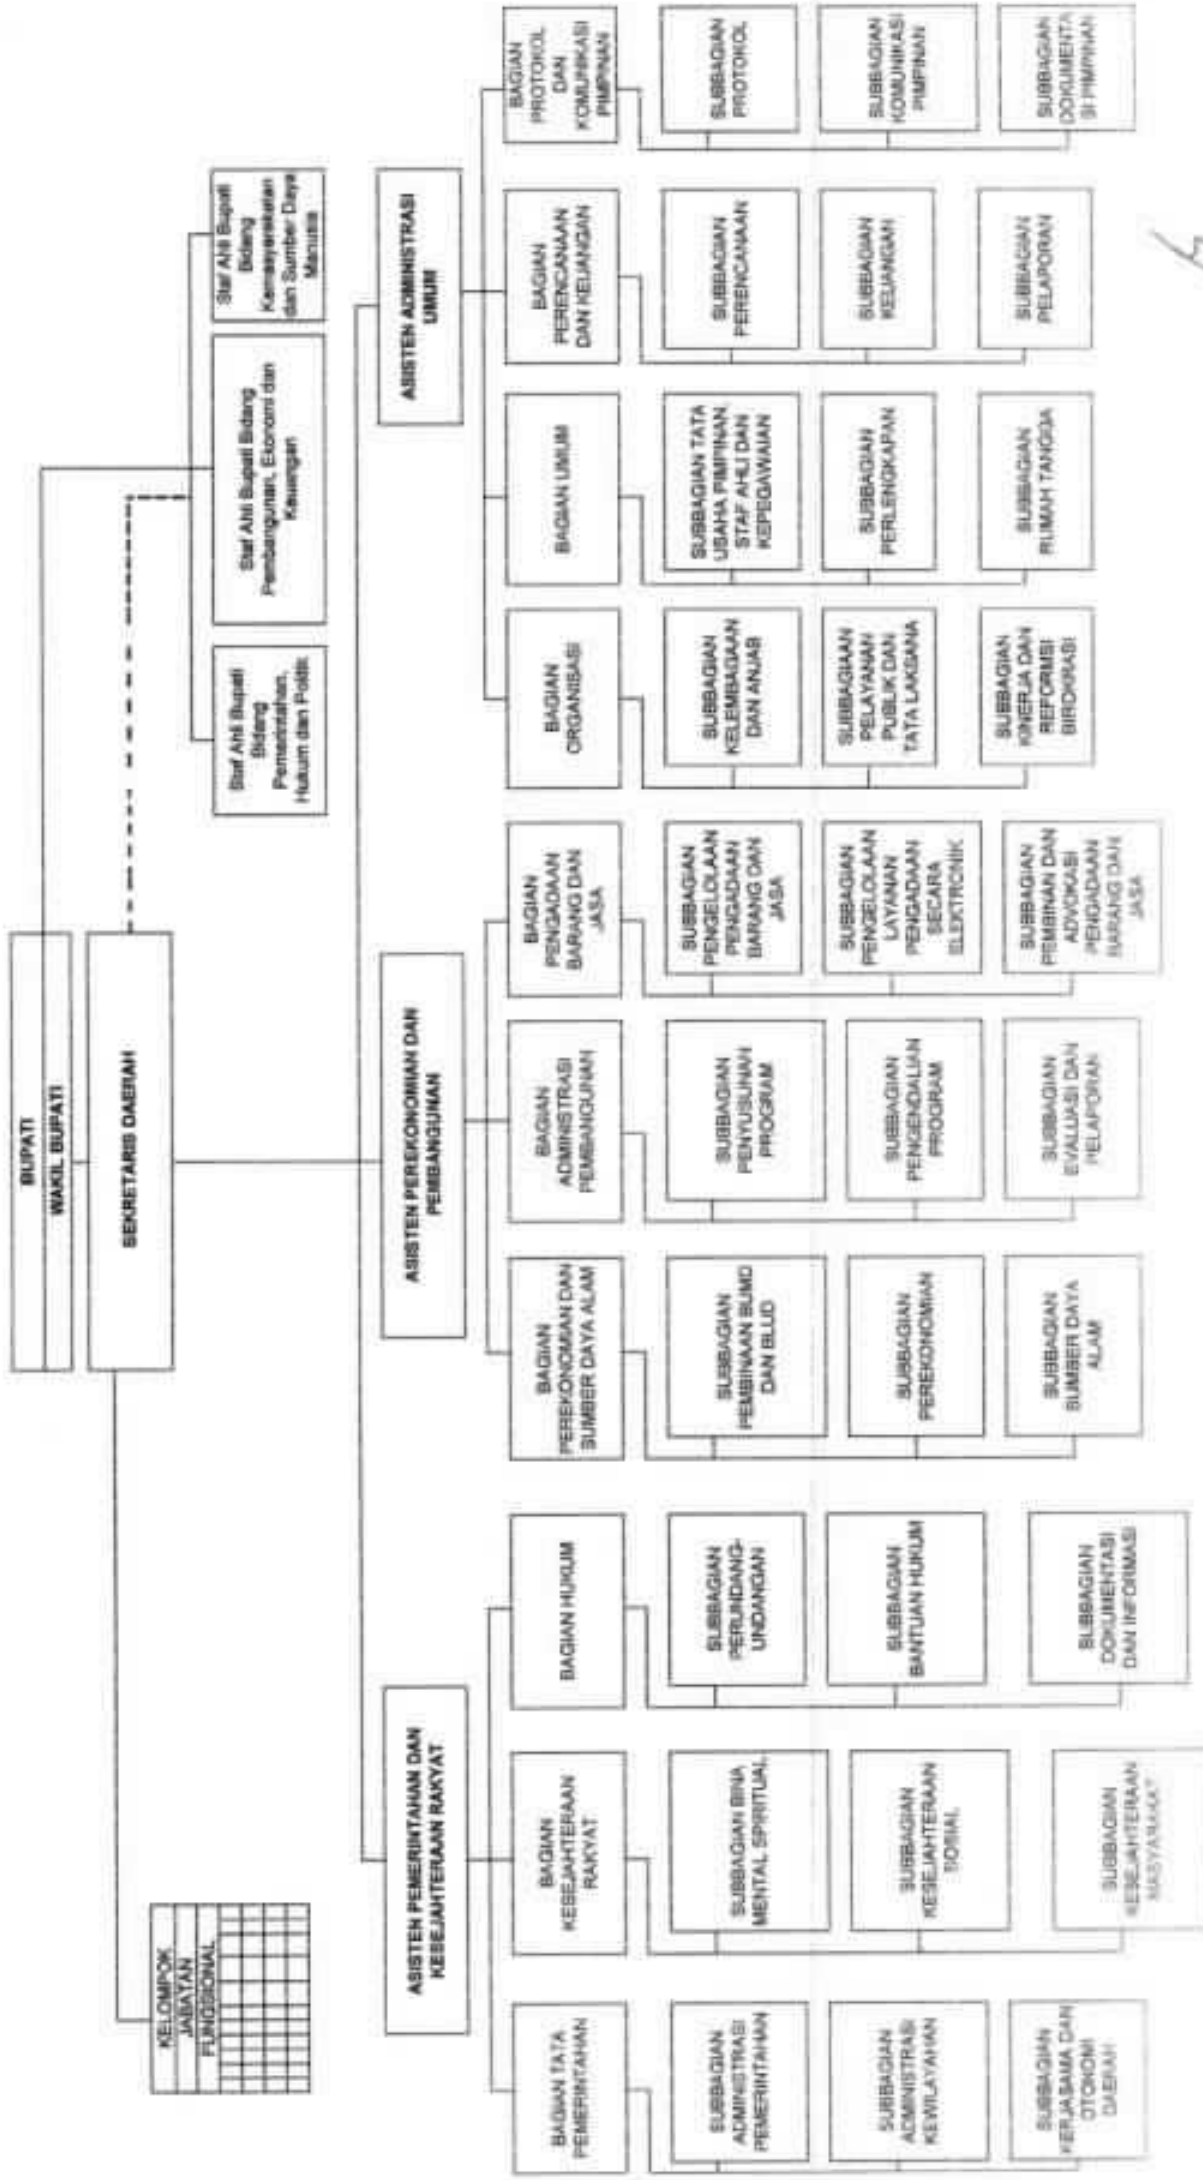 BUPATI
WAKIL BUPATI
SEKRETARIS DAERAH
KELOMPOK
JABATAN
FUNGSIONAL
Staf Ahli Bupati
Bidang
Pemerintahan,
Hukum dan Politik
Staf Ahli Bupati Bidang
Pembangunan, Ekonomi dan
Keuangan
Staf Ahli Bupati
Bidang
Kemasyarakatan
dan Sumber Daya
Manusia
ASISTEN PEMERINTAHAN DAN
KESEJAHTERAAN RAKYAT
ASISTEN PEREKONOMIAN DAN
PEMBANGUNAN
ASISTEN ADMINISTRASI
UMUM
BAGIAN TATA
PEMERINTAHAN
BAGIAN
KESEJAHTERAAN
RAKYAT
BAGIAN HUKUM
BAGIAN
PEREKONOMIAN DAN
SUMBER DAYA ALAM
BAGIAN
ADMINISTRASI
PEMBANGUNAN
BAGIAN
PENGADAAN
BARANG DAN
JASA
BAGIAN
ORGANISASI
BAGIAN UMUM
BAGIAN
PERENCANAAN
DAN KEUANGAN
BAGIAN
PROTOKOL
DAN
KOMUNIKASI
PIMPINAN
SUBBAGIAN
ADMINISTRASI
PEMERINTAHAN
SUBBAGIAN BINA
MENTAL SPIRITUAL
SUBBAGIAN
PERUNDANG-
UNDANGAN
SUBBAGIAN
PEMBINAAN BUMD
DAN BLUD
SUBBAGIAN
PENYUSUNAN
PROGRAM
SUBBAGIAN
PENGELOLAAN
PENGADAAN
BARANG DAN
JASA
SUBBAGIAN
KELEMBAGAAN
DAN ANJAB
SUBBAGIAN TATA
USAHA PIMPINAN,
STAF AHLI DAN
KEPEGAWAIAN
SUBBAGIAN
PERENCANAAN
SUBBAGIAN
PROTOKOL
SUBBAGIAN
ADMINISTRASI
KEWILAYAHAN
SUBBAGIAN
KESEJAHTERAAN
SOSIAL
SUBBAGIAN
BANTUAN HUKUM
SUBBAGIAN
PEREKONOMIAN
SUBBAGIAN
PENGENDALIAN
PROGRAM
SUBBAGIAN
PENGELOLAAN
LAYANAN
PENGADAAN
SECARA
ELEKTRONIK
SUBBAGIAAN
PELAYANAN
PUBLIK DAN
TATA LAKSANA
SUBBAGIAN
PERLENGKAPAN
SUBBAGIAN
KEUANGAN
SUBBAGIAN
KOMUNIKASI
PIMPINAN
SUBBAGIAN
KERJASAMA DAN
OTONOMI
DAERAH
SUBBAGIAN
KESEJAHTERAAN
MASYARAKAT
SUBBAGIAN
DOKUMENTASI
DAN INFORMASI
SUBBAGIAN
SUMBER DAYA
ALAM
SUBBAGIAN
EVALUASI DAN
PELAPORAN
SUBBAGIAN
PEMBINAN DAN
ADVOKASI
PENGADAAN
BARANG DAN
JASA
SUBBAGIAN
KINERJA DAN
REFORMSI
BIROKRASI
SUBBAGIAN
RUMAH TANGGA
SUBBAGIAN
PELAPORAN
SUBBAGIAN
DOKUMENTA
SI PIMPINAN